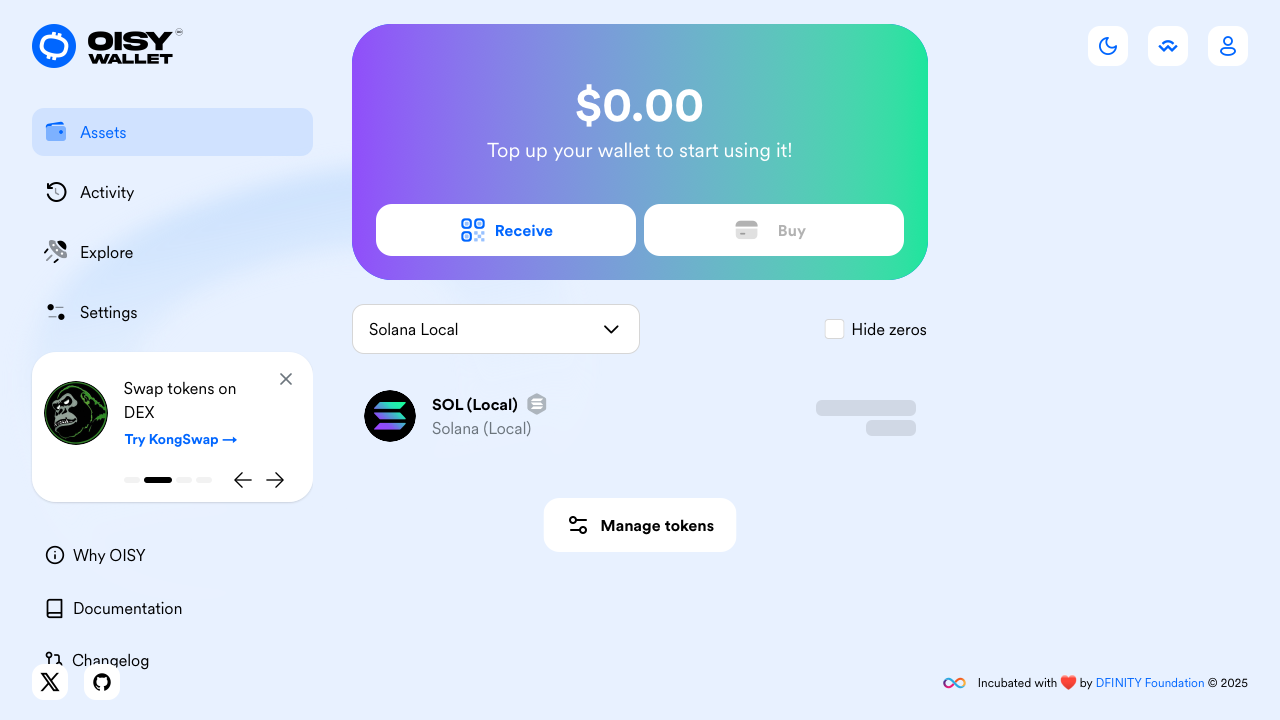 OISY
WALLET
Assets
Activity
Explore
Settings
Swap tokens on
DEX
Try KongSwap →
Why OISY
Documentation
Changelog
$0.00
Top up your wallet to start using it!
Receive
Buy
Solana Local
Hide zeros
SOL (Local)
Solana (Local)
Manage tokens
Incubated with ❤️ by DFINITY Foundation © 2025